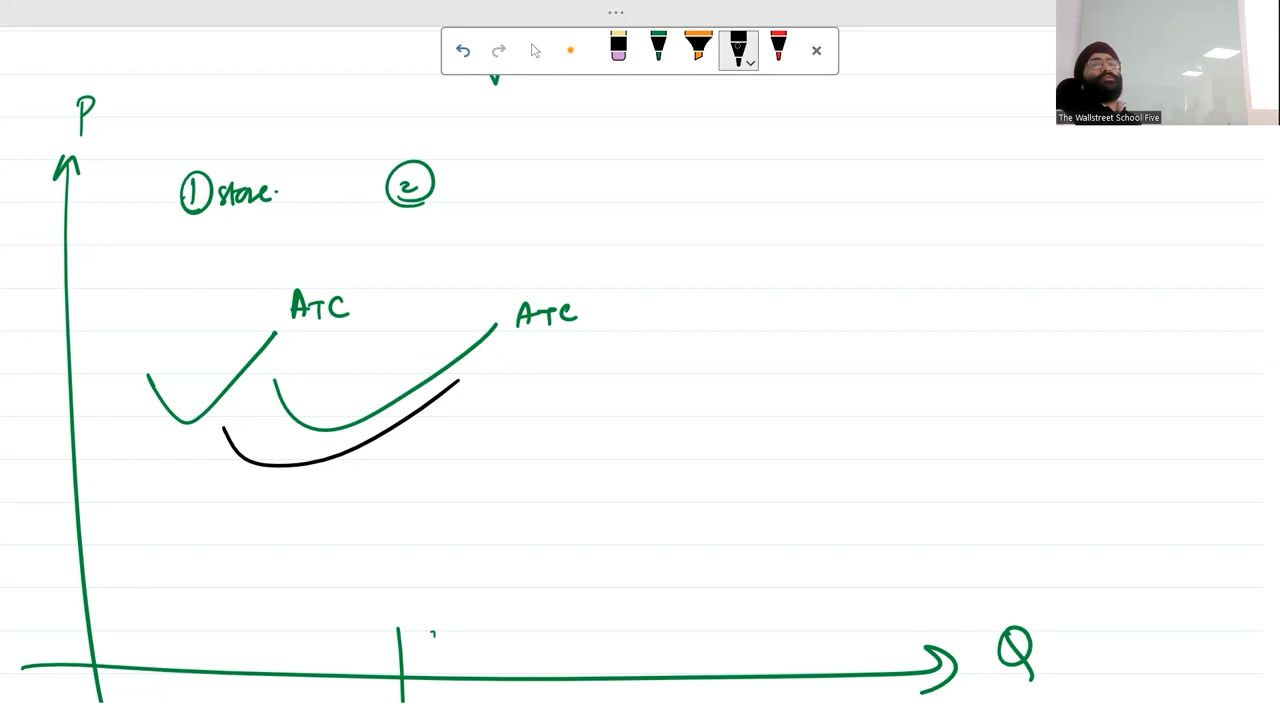 P
The Wallstreet School Five
① store.
②
ATC
ATC
Q